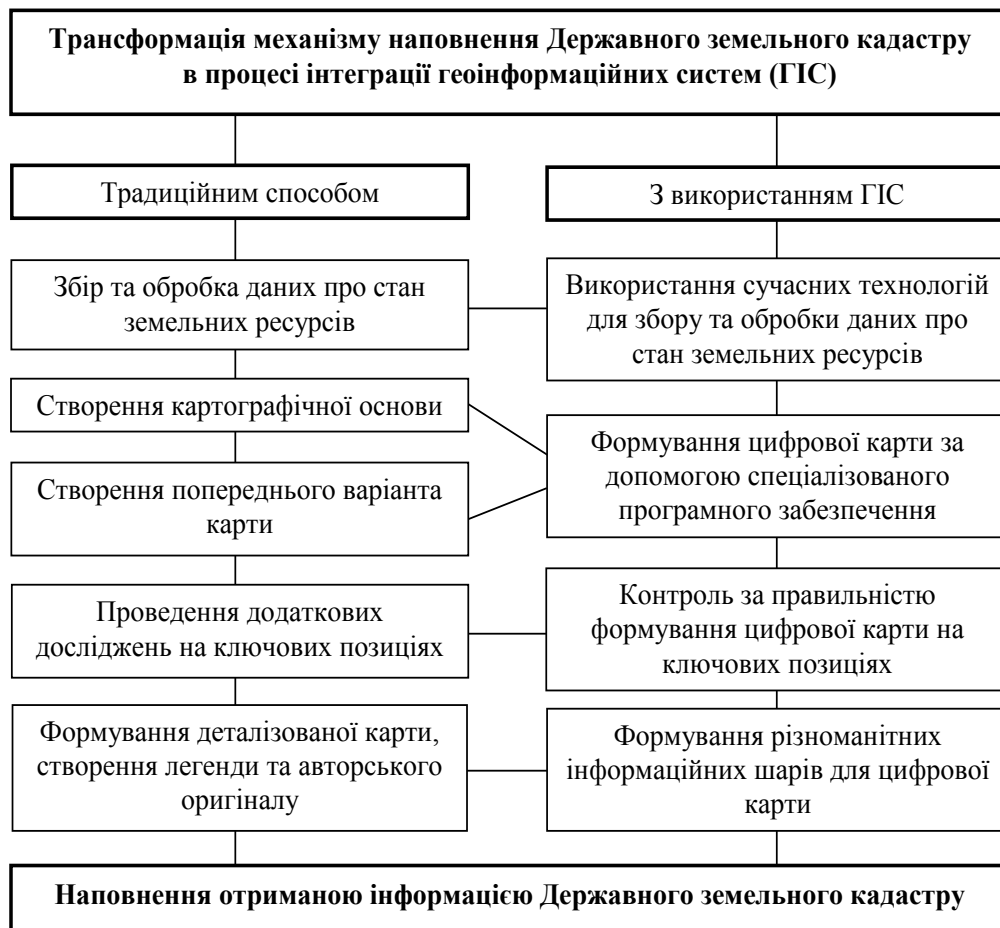 Трансформація механізму наповнення Державного земельного кадастру
в процесі інтеграції геоінформаційних систем (ГІС)
Традиційним способом
З використанням ГІС
Збір та обробка даних про стан
земельних ресурсів
Використання сучасних технологій
для збору та обробки даних про
стан земельних ресурсів
Створення картографічної основи
Створення попереднього варіанта
карти
Формування цифрової карти за
допомогою спеціалізованого
програмного забезпечення
Проведення додаткових
досліджень на ключових позиціях
Контроль за правильністю
формування цифрової карти на
ключових позиціях
Формування деталізованої карти,
створення легенди та авторського
оригіналу
Формування різноманітних
інформаційних шарів для цифрової
карти
Наповнення отриманою інформацією Державного земельного кадастру